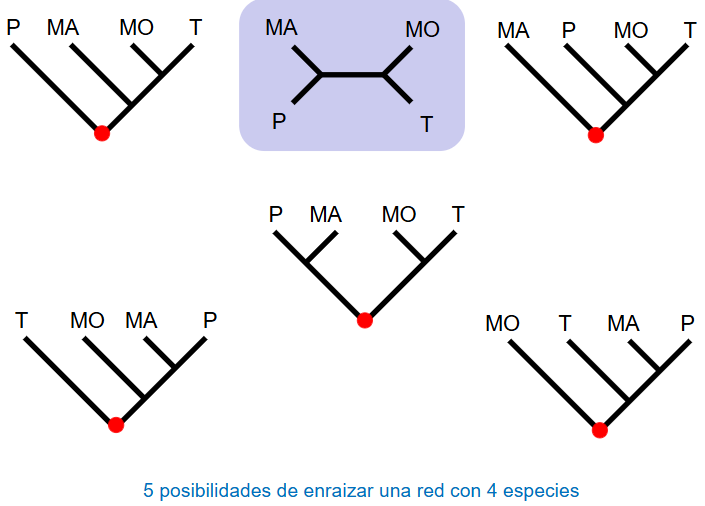 P MA MO T
MA MO
P T
MA P MO T
P MA MO T
T MO MA P
MO T MA P
5 posibilidades de enraizar una red con 4 especies